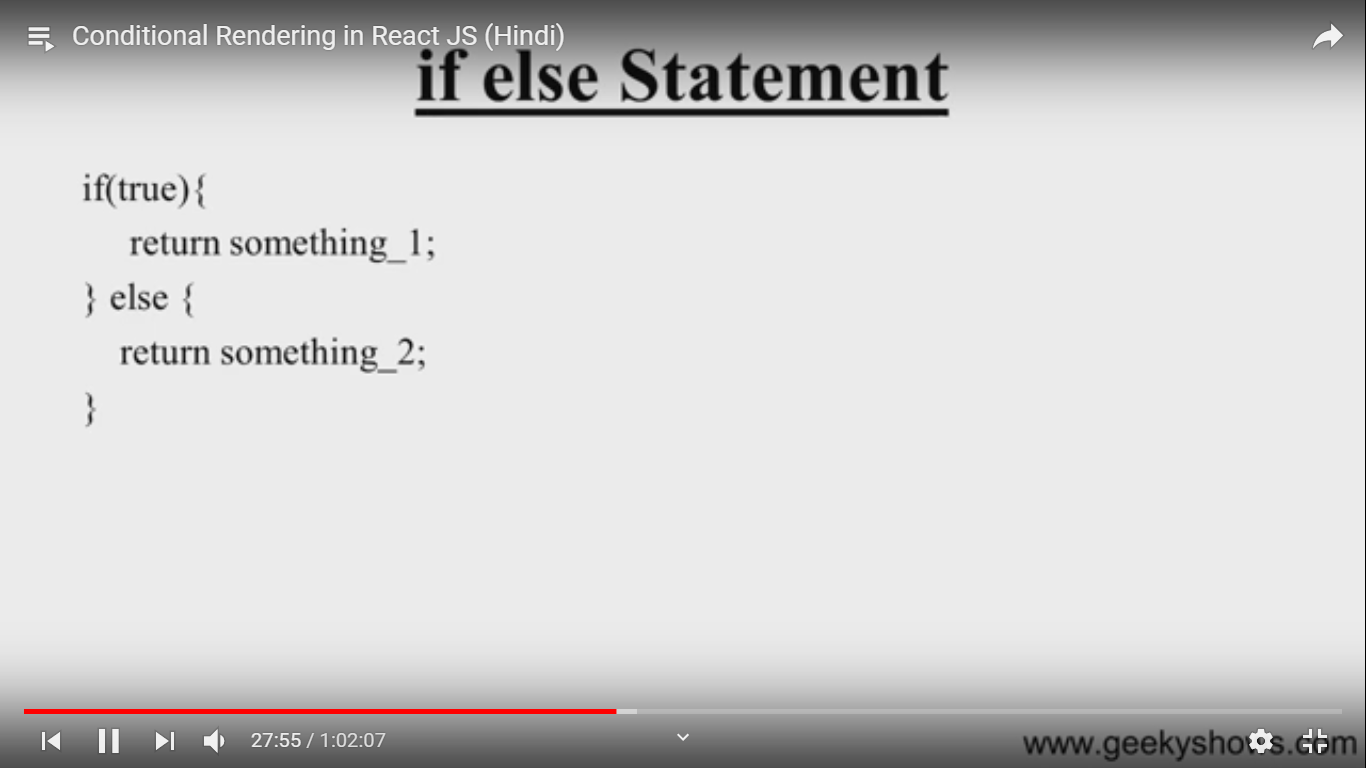 Conditional Rendering in React JS (Hindi)
if else Statement
if(true){
return something_1;
} else {
return something_2;
}
27:55 / 1:02:07
www.geekyshows.com